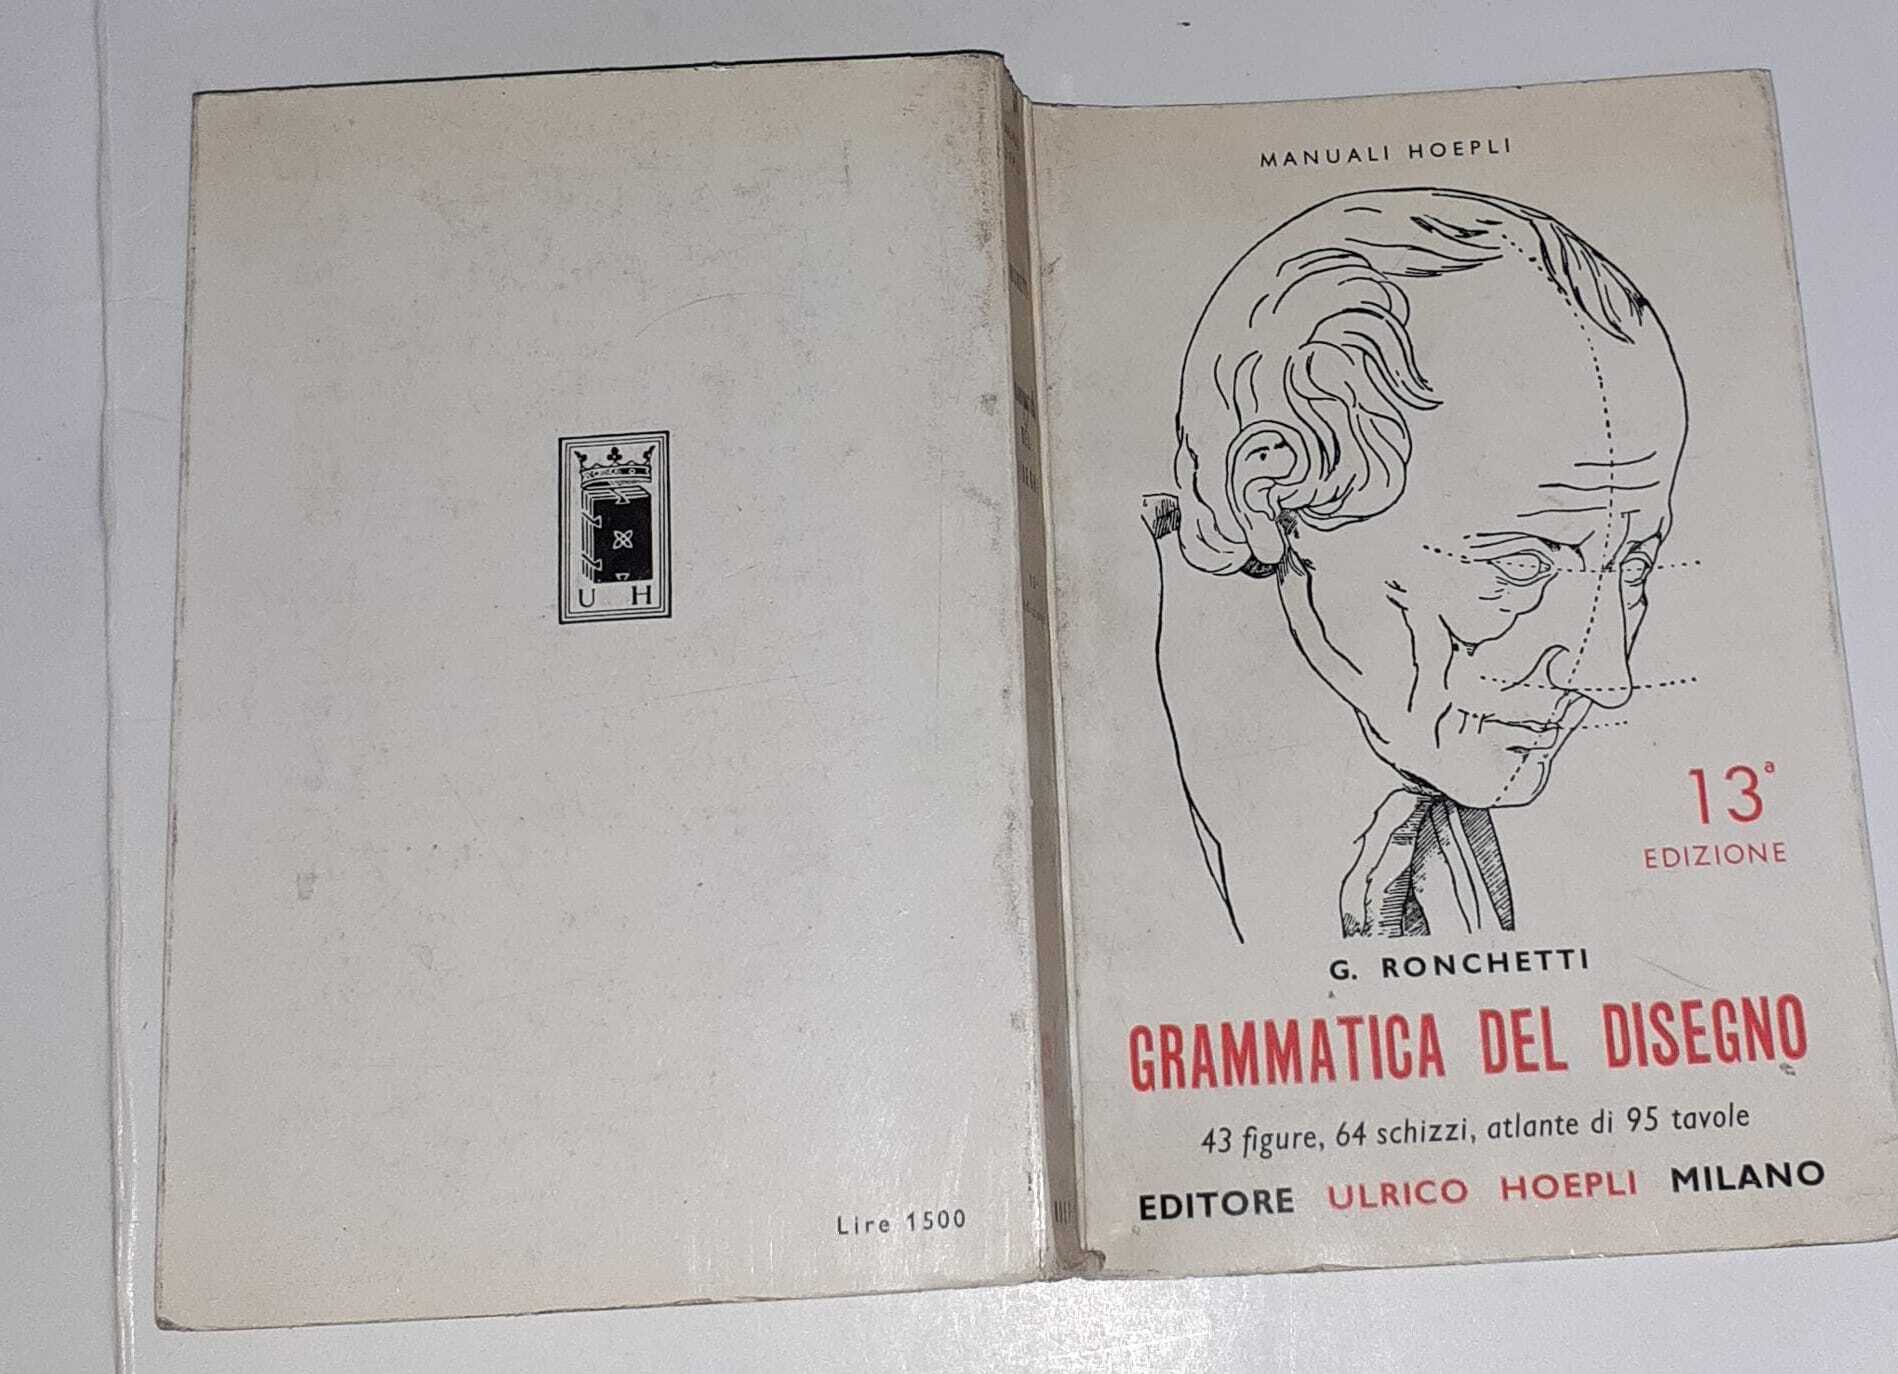 U H
Lire 1500
MANUALI HOEPLI
13ª
EDIZIONE
G. RONCHETTI
GRAMMATICA DEL DISEGNO
43 figure, 64 schizzi, atlante di 95 tavole
EDITORE ULRICO HOEPLI MILANO